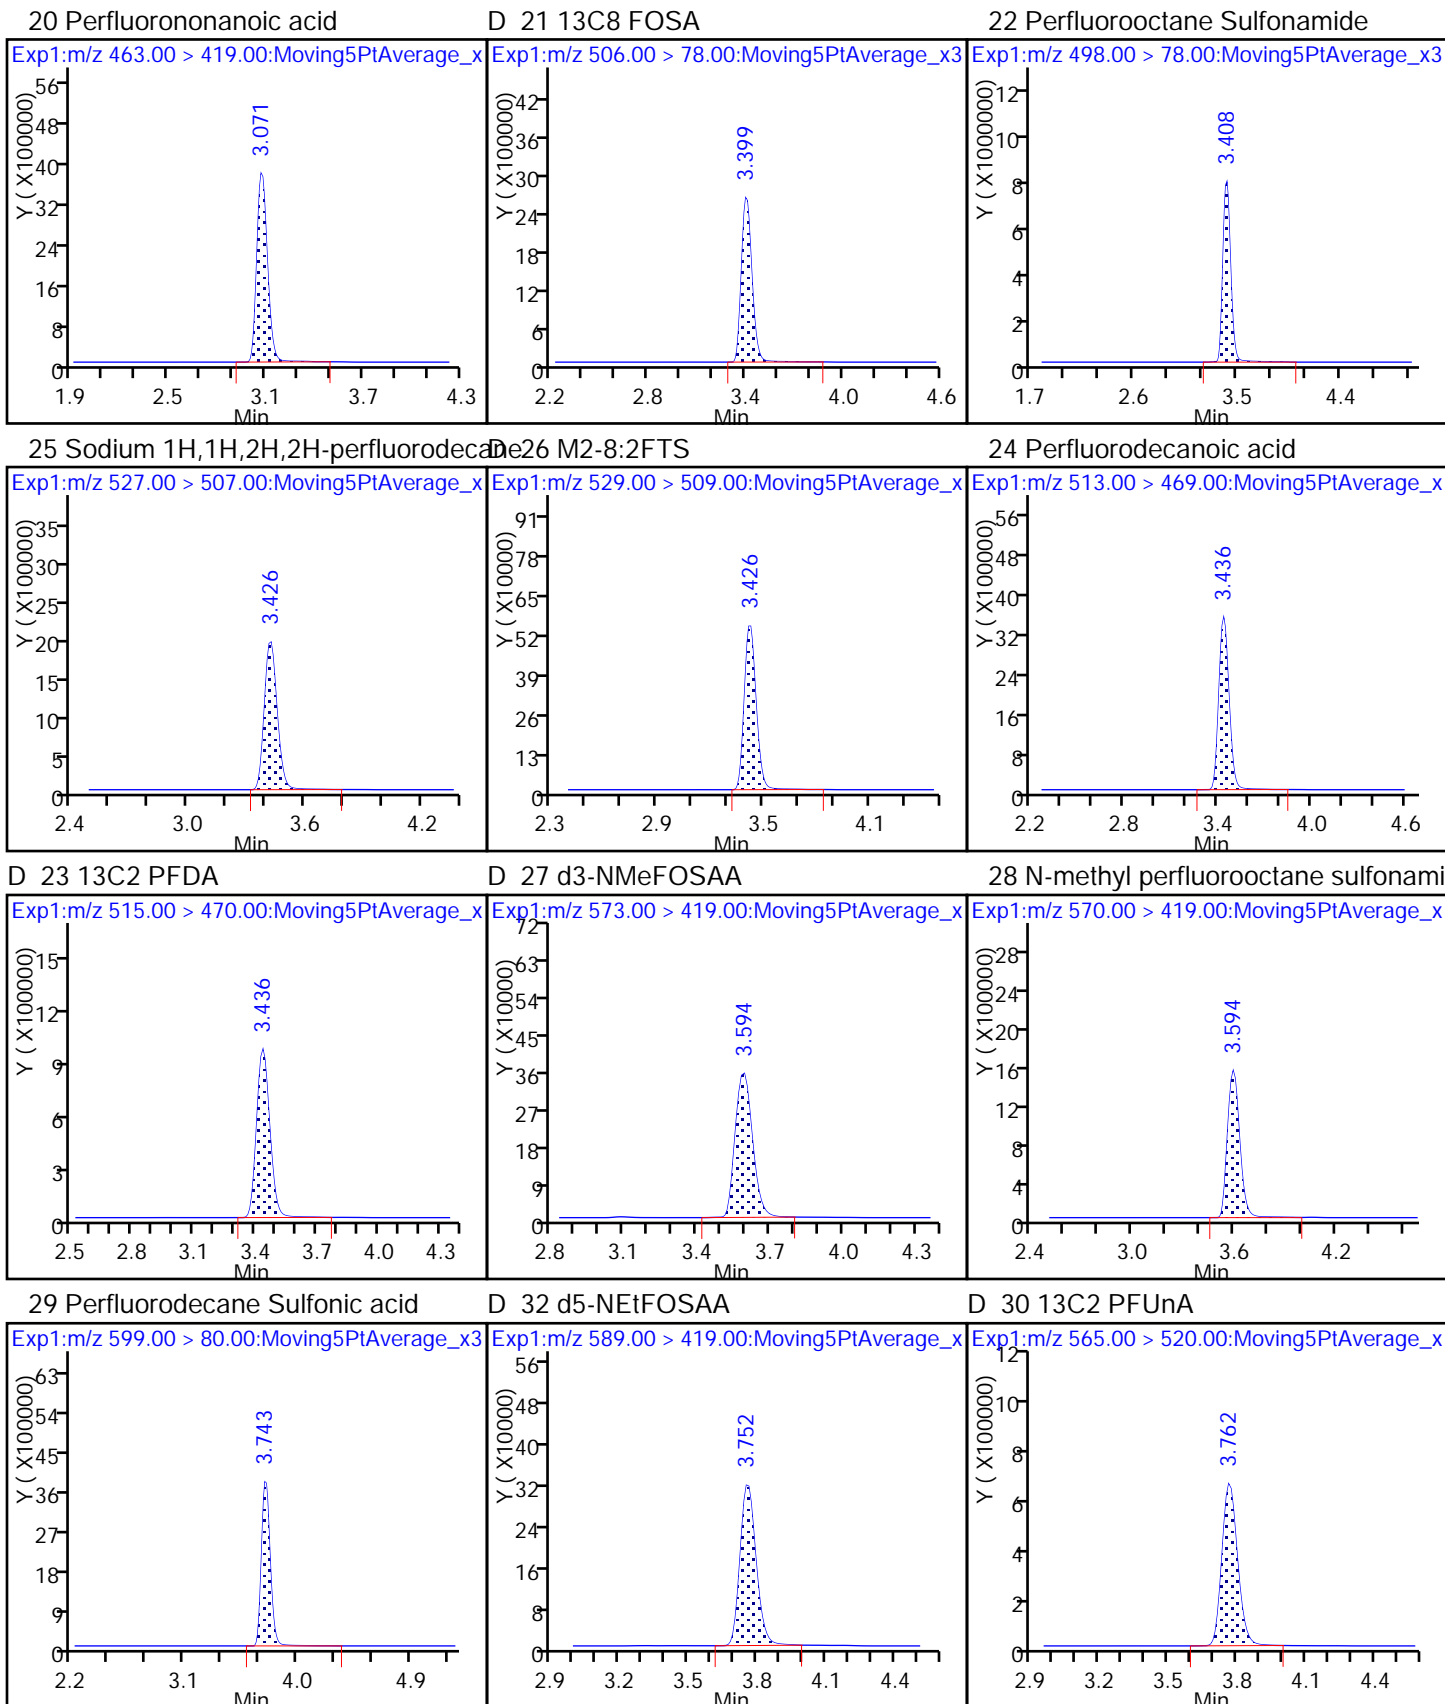 20 Perfluorononanoic acid
Exp1:m/z 463.00 > 419.00:Moving5PtAverage_x
Y ( X100000)
56
48
40
32
24
16
8
0
3.071
1.9 2.5 3.1 3.7 4.3
Min
D 21 13C8 FOSA
Exp1:m/z 506.00 > 78.00:Moving5PtAverage_x3
Y ( X100000)
42
36
30
24
18
12
6
0
3.399
2.2 2.8 3.4 4.0 4.6
Min
22 Perfluorooctane Sulfonamide
Exp1:m/z 498.00 > 78.00:Moving5PtAverage_x3
Y ( X1000000)
12
10
8
6
4
2
0
3.408
1.7 2.6 3.5 4.4
Min
25 Sodium 1H,1H,2H,2H-perfluorodecane
Exp1:m/z 527.00 > 507.00:Moving5PtAverage_x
Y ( X100000)
35
30
25
20
15
10
5
0
3.426
2.4 3.0 3.6 4.2
Min
D 26 M2-8:2FTS
Exp1:m/z 529.00 > 509.00:Moving5PtAverage_x
Y ( X10000)
91
78
65
52
39
26
13
0
3.426
2.3 2.9 3.5 4.1
Min
24 Perfluorodecanoic acid
Exp1:m/z 513.00 > 469.00:Moving5PtAverage_x
Y ( X100000)
56
48
40
32
24
16
8
0
3.436
2.2 2.8 3.4 4.0 4.6
Min
D 23 13C2 PFDA
Exp1:m/z 515.00 > 470.00:Moving5PtAverage_x
Y ( X100000)
15
12
9
6
3
0
3.436
2.5 2.8 3.1 3.4 3.7 4.0 4.3
Min
D 27 d3-NMeFOSAA
Exp1:m/z 573.00 > 419.00:Moving5PtAverage_x
Y ( X10000)
72
63
54
45
36
27
18
9
0
3.594
2.8 3.1 3.4 3.7 4.0 4.3
Min
28 N-methyl perfluorooctane sulfonami
Exp1:m/z 570.00 > 419.00:Moving5PtAverage_x
Y ( X100000)
28
24
20
16
12
8
4
0
3.594
2.4 3.0 3.6 4.2
Min
29 Perfluorodecane Sulfonic acid
Exp1:m/z 599.00 > 80.00:Moving5PtAverage_x3
Y ( X100000)
63
54
45
36
27
18
9
0
3.743
2.2 3.1 4.0 4.9
Min
D 32 d5-NEtFOSAA
Exp1:m/z 589.00 > 419.00:Moving5PtAverage_x
Y ( X10000)
56
48
40
32
24
16
8
0
3.752
2.9 3.2 3.5 3.8 4.1 4.4
Min
D 30 13C2 PFUnA
Exp1:m/z 565.00 > 520.00:Moving5PtAverage_x
Y ( X100000)
12
10
8
6
4
2
0
3.762
2.9 3.2 3.5 3.8 4.1 4.4
Min